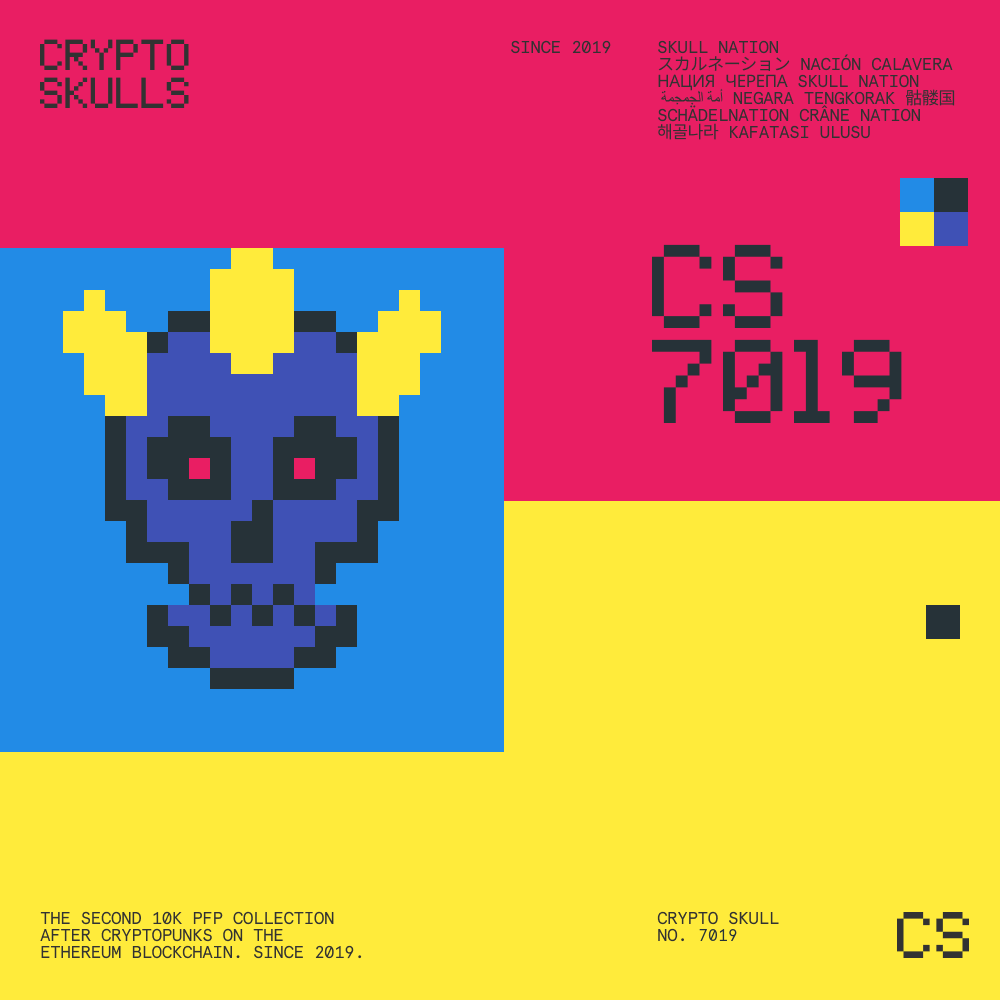 CRYPTO
SKULLS
SINCE 2019
SKULL NATION
スカルネーション NACIÓN CALAVERA
НАЦИЯ ЧЕРЕПА SKULL NATION
أمة الجمجمة NEGARA TENGKORAK 骷髅国
SCHÄDELNATION CRÂNE NATION
해골나라 KAFATASI ULUSU
CS
7019
THE SECOND 10K PFP COLLECTION
AFTER CRYPTOPUNKS ON THE
ETHEREUM BLOCKCHAIN. SINCE 2019.
CRYPTO SKULL
NO. 7019
CS